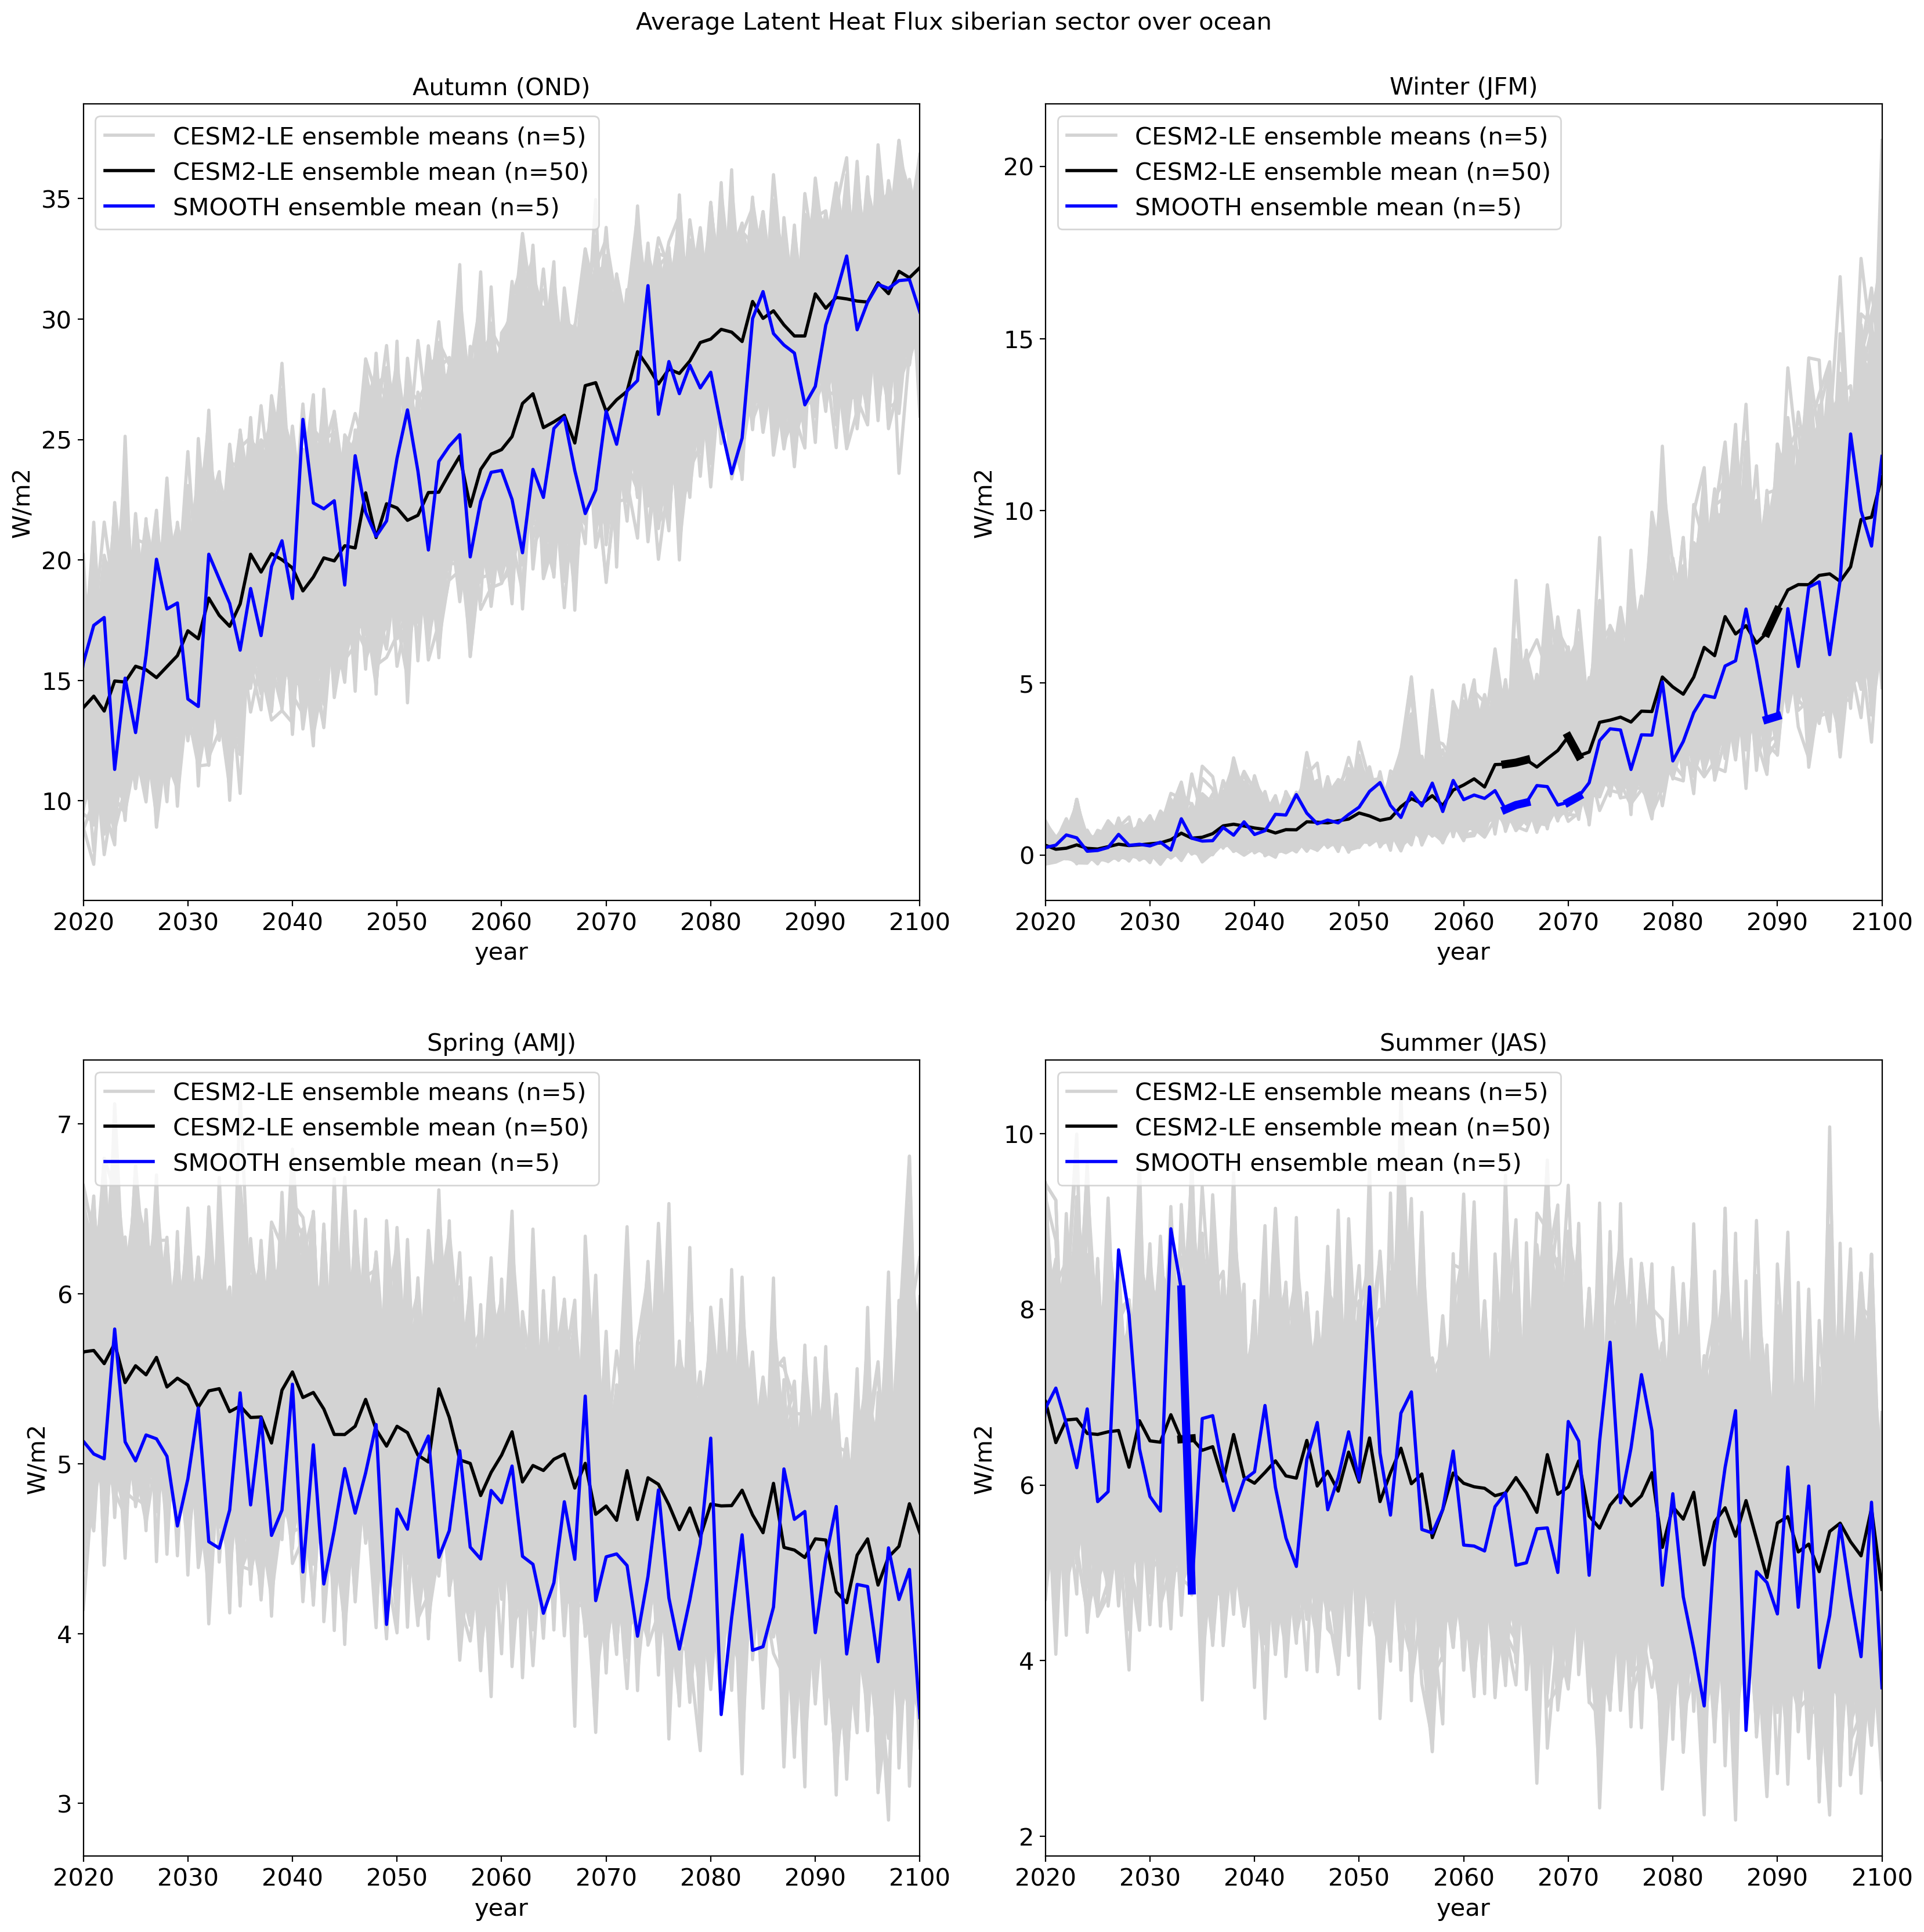 Average Latent Heat Flux siberian sector over ocean
Autumn (OND)
CESM2-LE ensemble means (n=5)
CESM2-LE ensemble mean (n=50)
SMOOTH ensemble mean (n=5)
W/m2
35
30
25
20
15
10
2020 2030 2040 2050 2060 2070 2080 2090 2100
year
Winter (JFM)
CESM2-LE ensemble means (n=5)
CESM2-LE ensemble mean (n=50)
SMOOTH ensemble mean (n=5)
W/m2
20
15
10
5
0
2020 2030 2040 2050 2060 2070 2080 2090 2100
year
Spring (AMJ)
CESM2-LE ensemble means (n=5)
CESM2-LE ensemble mean (n=50)
SMOOTH ensemble mean (n=5)
W/m2
7
6
5
4
3
2020 2030 2040 2050 2060 2070 2080 2090 2100
year
Summer (JAS)
CESM2-LE ensemble means (n=5)
CESM2-LE ensemble mean (n=50)
SMOOTH ensemble mean (n=5)
W/m2
10
8
6
4
2
2020 2030 2040 2050 2060 2070 2080 2090 2100
year